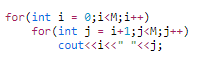 for(int i = 0;i<M;i++)
for(int j = i+1;j<M;j++)
cout<<i<<" "<<j;